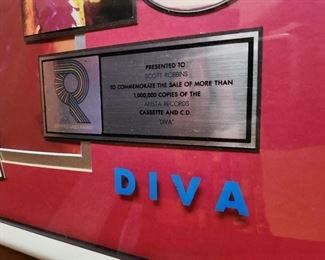 PRESENTED TO
SCOTT ROBBINS
TO COMMEMORATE THE SALE OF MORE THAN
1,000,000 COPIES OF THE
ARISTA RECORDS
CASSETTE AND C.D.
"DIVA"
DIVA